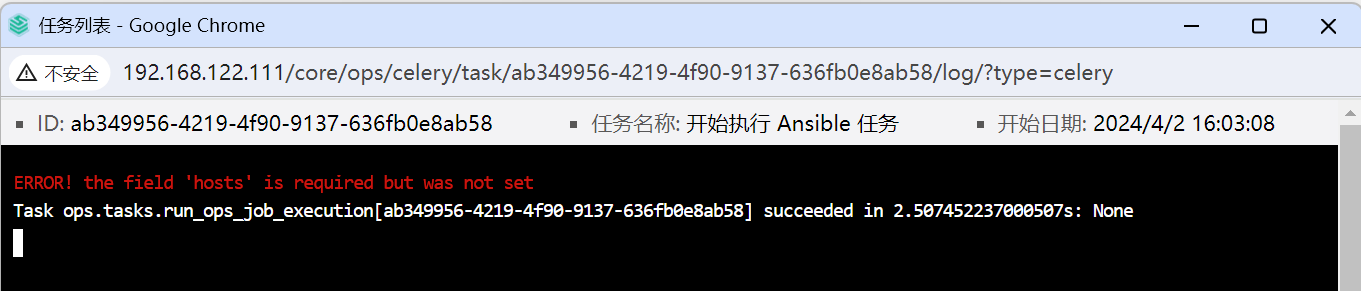 任务列表 - Google Chrome
不安全 192.168.122.111/core/ops/celery/task/ab349956-4219-4f90-9137-636fb0e8ab58/log/?type=celery
ID: ab349956-4219-4f90-9137-636fb0e8ab58 任务名称: 开始执行 Ansible 任务 开始日期: 2024/4/2 16:03:08
ERROR! the field 'hosts' is required but was not set
Task ops.tasks.run_ops_job_execution[ab349956-4219-4f90-9137-636fb0e8ab58] succeeded in 2.507452237000507s: None